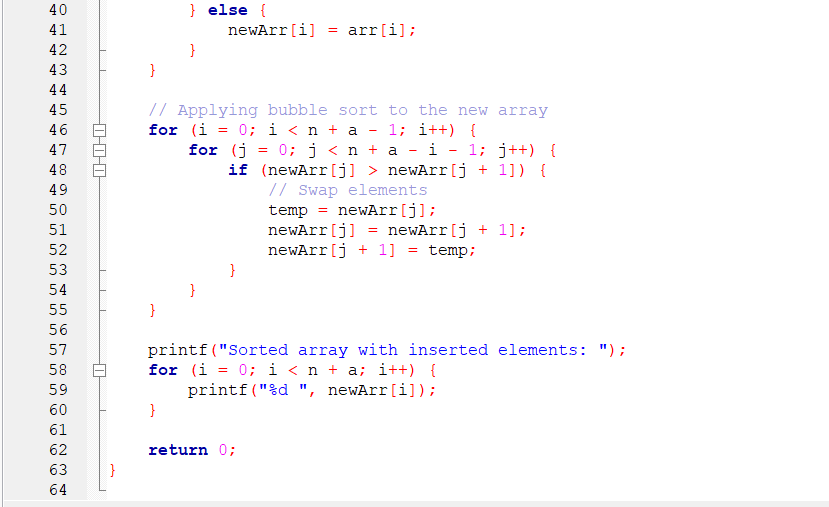 40         } else {
41             newArr[i] = arr[i];
42         }
43     }
44
45     // Applying bubble sort to the new array
46     for (i = 0; i < n + a - 1; i++) {
47         for (j = 0; j < n + a - i - 1; j++) {
48             if (newArr[j] > newArr[j + 1]) {
49                 // Swap elements
50                 temp = newArr[j];
51                 newArr[j] = newArr[j + 1];
52                 newArr[j + 1] = temp;
53             }
54         }
55     }
56
57     printf("Sorted array with inserted elements: ");
58     for (i = 0; i < n + a; i++) {
59         printf("%d ", newArr[i]);
60     }
61
62     return 0;
63 }
64